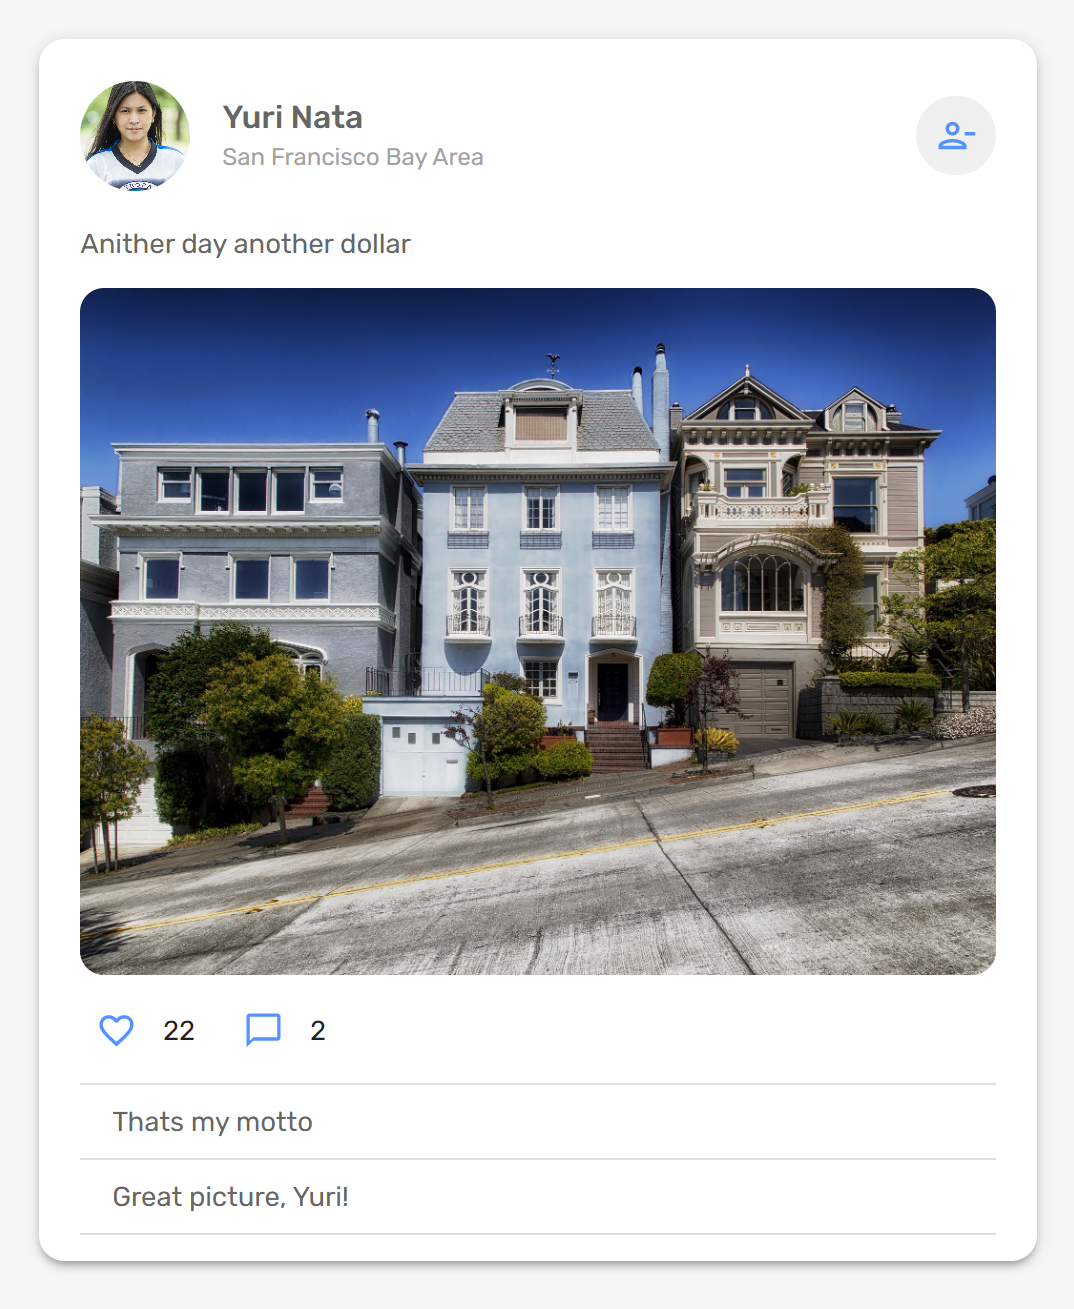 Yuri Nata
San Francisco Bay Area
Anither day another dollar
22 2
Thats my motto
Great picture, Yuri!